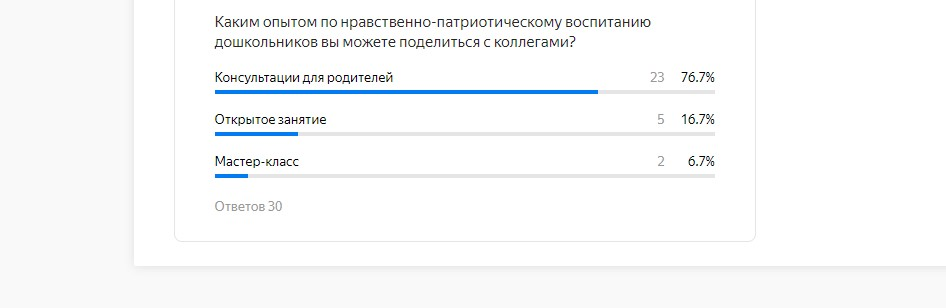 Каким опытом по нравственно-патриотическому воспитанию
дошкольников вы можете поделиться с коллегами?
Консультации для родителей 23 76.7%
Открытое занятие 5 16.7%
Мастер-класс 2 6.7%
Ответов 30